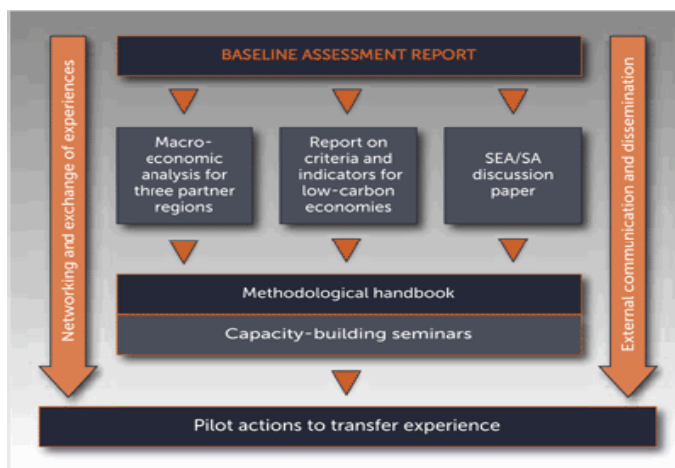 BASELINE ASSESSMENT REPORT
Networking and exchange of experiences
Macro-
economic
analysis for
three partner
regions
Report on
criteria and
indicators for
low-carbon
economies
SEA/SA
discussion
paper
External communication and dissemination
Methodological handbook
Capacity-building seminars
Pilot actions to transfer experience